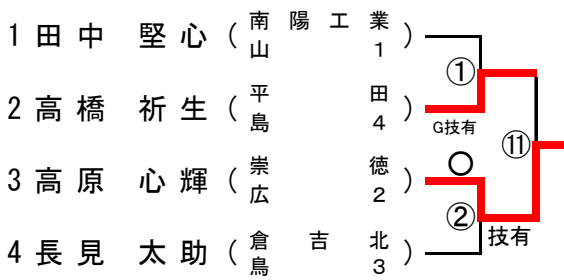 1 田中 堅心 (南陽工業 山1)
①
2 高橋 祈生 (平田 島4)
G技有
⑪
3 高原 心輝 (崇徳 広2)
○
②
技有
4 長見 太助 (倉吉北 鳥3)